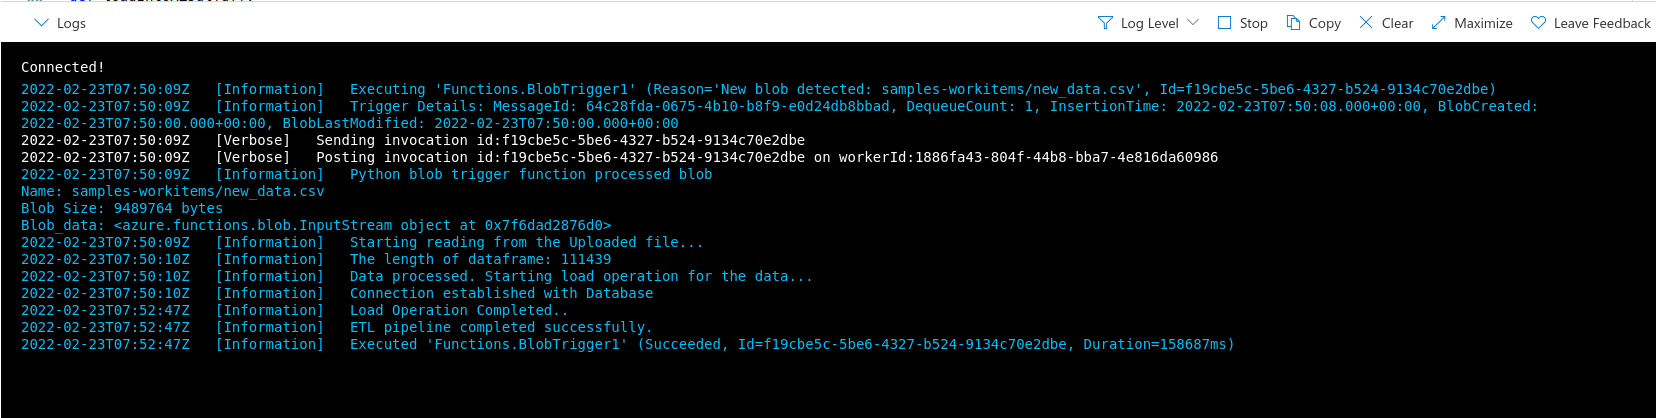 Logs Log Level Stop Copy Clear Maximize Leave Feedback
Connected!
2022-02-23T07:50:09Z [Information] Executing 'Functions.BlobTrigger1' (Reason='New blob detected: samples-workitems/new_data.csv', Id=f19cbe5c-5be6-4327-b524-9134c70e2dbe)
2022-02-23T07:50:09Z [Information] Trigger Details: MessageId: 64c28fda-0675-4b10-b8f9-e0d24db8bbad, DequeueCount: 1, InsertionTime: 2022-02-23T07:50:08.000+00:00, BlobCreated:
2022-02-23T07:50:00.000+00:00, BlobLastModified: 2022-02-23T07:50:00.000+00:00
2022-02-23T07:50:09Z [Verbose] Sending invocation id:f19cbe5c-5be6-4327-b524-9134c70e2dbe
2022-02-23T07:50:09Z [Verbose] Posting invocation id:f19cbe5c-5be6-4327-b524-9134c70e2dbe on workerId:1886fa43-804f-44b8-bba7-4e816da60986
2022-02-23T07:50:09Z [Information] Python blob trigger function processed blob
Name: samples-workitems/new_data.csv
Blob Size: 9489764 bytes
Blob_data: <azure.functions.blob.InputStream object at 0x7f6dad2876d0>
2022-02-23T07:50:09Z [Information] Starting reading from the Uploaded file...
2022-02-23T07:50:10Z [Information] The length of dataframe: 111439
2022-02-23T07:50:10Z [Information] Data processed. Starting load operation for the data...
2022-02-23T07:50:10Z [Information] Connection established with Database
2022-02-23T07:52:47Z [Information] Load Operation Completed..
2022-02-23T07:52:47Z [Information] ETL pipeline completed successfully.
2022-02-23T07:52:47Z [Information] Executed 'Functions.BlobTrigger1' (Succeeded, Id=f19cbe5c-5be6-4327-b524-9134c70e2dbe, Duration=158687ms)